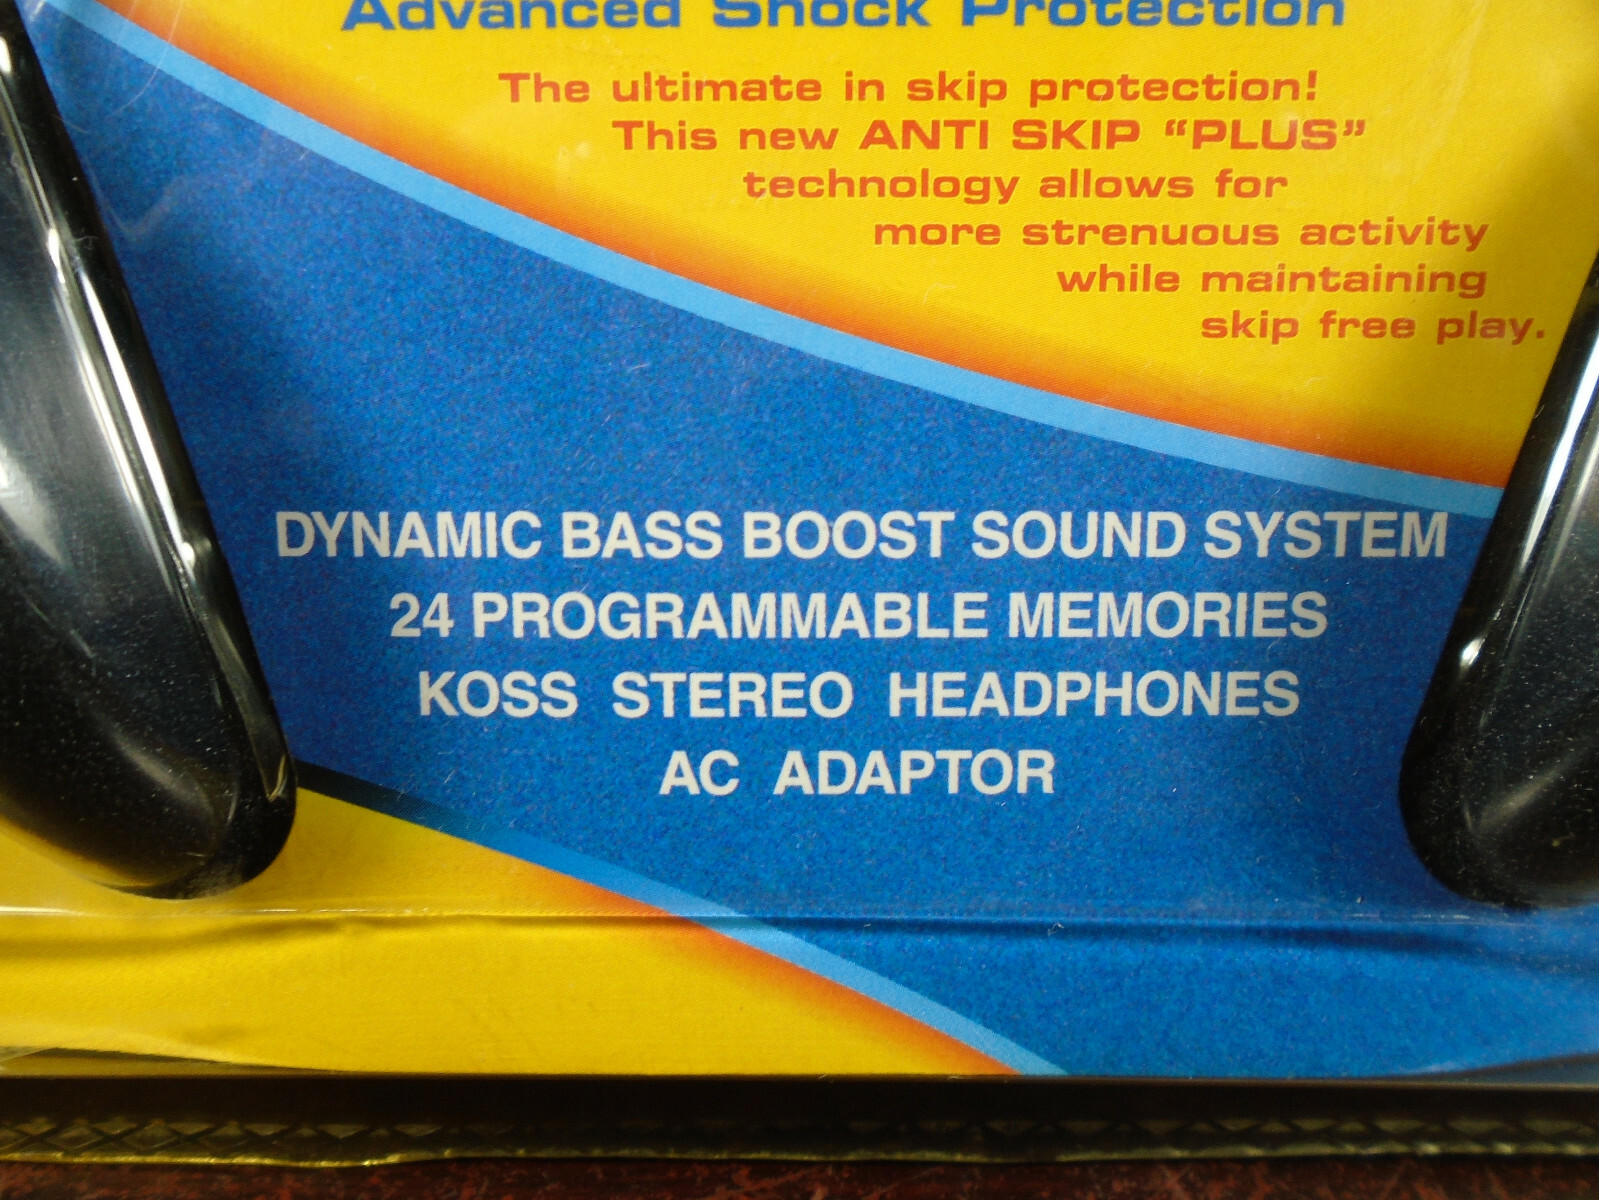 Advanced Shock Protection
The ultimate in skip protection!
This new ANTI SKIP “PLUS”
technology allows for
more strenuous activity
while maintaining
skip free play.
DYNAMIC BASS BOOST SOUND SYSTEM
24 PROGRAMMABLE MEMORIES
KOSS STEREO HEADPHONES
AC ADAPTOR